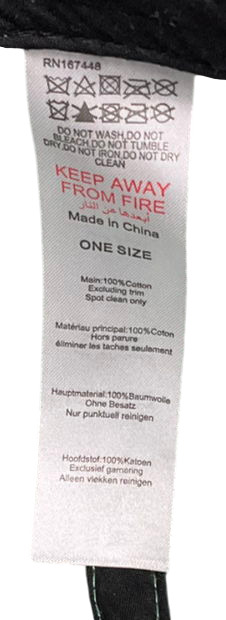 RN167448
DO NOT WASH,DO NOT
BLEACH,DO NOT TUMBLE
DRY,DO NOT IRON,DO NOT DRY
CLEAN
KEEP AWAY
FROM FIRE
أبعدها من النار
Made in China
ONE SIZE
Main:100%Cotton
Excluding trim
Spot clean only
Matériau principal:100%Coton
Hors parure
éliminer les taches seulement
Hauptmaterial:100%Baumwolle
Ohne Besatz
Nur punktuell reinigen
Hoofdstof:100%Katoen
Exclusief garnering
Alleen vlekken reinigen